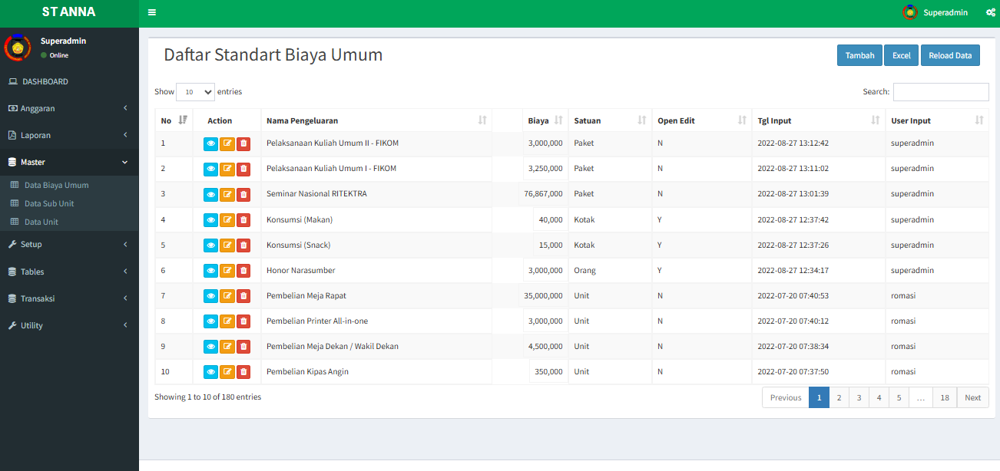 ST ANNA
Superadmin
Superadmin
Online
DASHBOARD
Anggaran
Laporan
Master
Data Biaya Umum
Data Sub Unit
Data Unit
Setup
Tables
Transaksi
Utility
Daftar Standart Biaya Umum
Tambah Excel Reload Data
Show 10 entries Search:
No Action Nama Pengeluaran Biaya Satuan Open Edit Tgl Input User Input
1 Pelaksanaan Kuliah Umum II - FIKOM 3,000,000 Paket N 2022-08-27 13:12:42 superadmin
2 Pelaksanaan Kuliah Umum I - FIKOM 3,250,000 Paket N 2022-08-27 13:11:02 superadmin
3 Seminar Nasional RITEKTRA 76,867,000 Paket N 2022-08-27 13:01:39 superadmin
4 Konsumsi (Makan) 40,000 Kotak Y 2022-08-27 12:37:42 superadmin
5 Konsumsi (Snack) 15,000 Kotak Y 2022-08-27 12:37:26 superadmin
6 Honor Narasumber 3,000,000 Orang Y 2022-08-27 12:34:17 superadmin
7 Pembelian Meja Rapat 35,000,000 Unit N 2022-07-20 07:40:53 romasi
8 Pembelian Printer All-in-one 3,000,000 Unit N 2022-07-20 07:40:12 romasi
9 Pembelian Meja Dekan / Wakil Dekan 4,500,000 Unit N 2022-07-20 07:38:34 romasi
10 Pembelian Kipas Angin 350,000 Unit N 2022-07-20 07:37:50 romasi
Showing 1 to 10 of 180 entries
Previous 1 2 3 4 5 … 18 Next